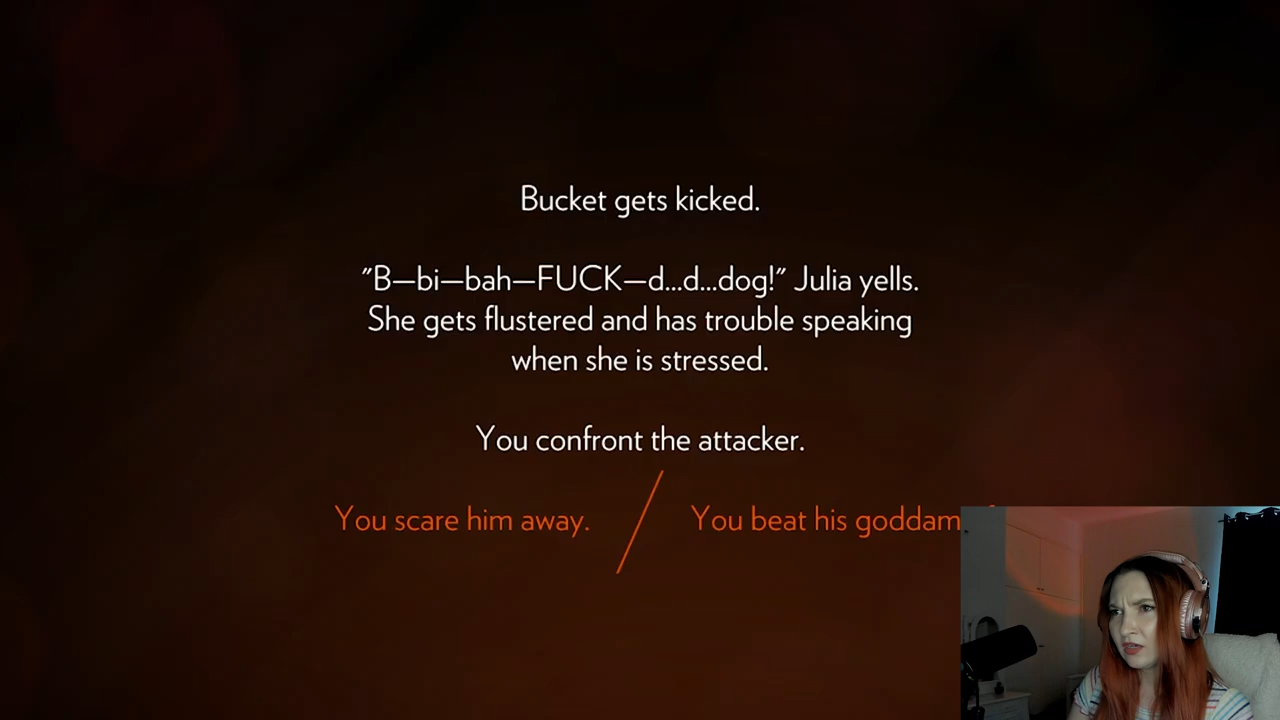 Bucket gets kicked.
"B—bi—bah—FUCK—d...d...dog!" Julia yells.
She gets flustered and has trouble speaking
when she is stressed.
You confront the attacker.
You scare him away. / You beat his goddam